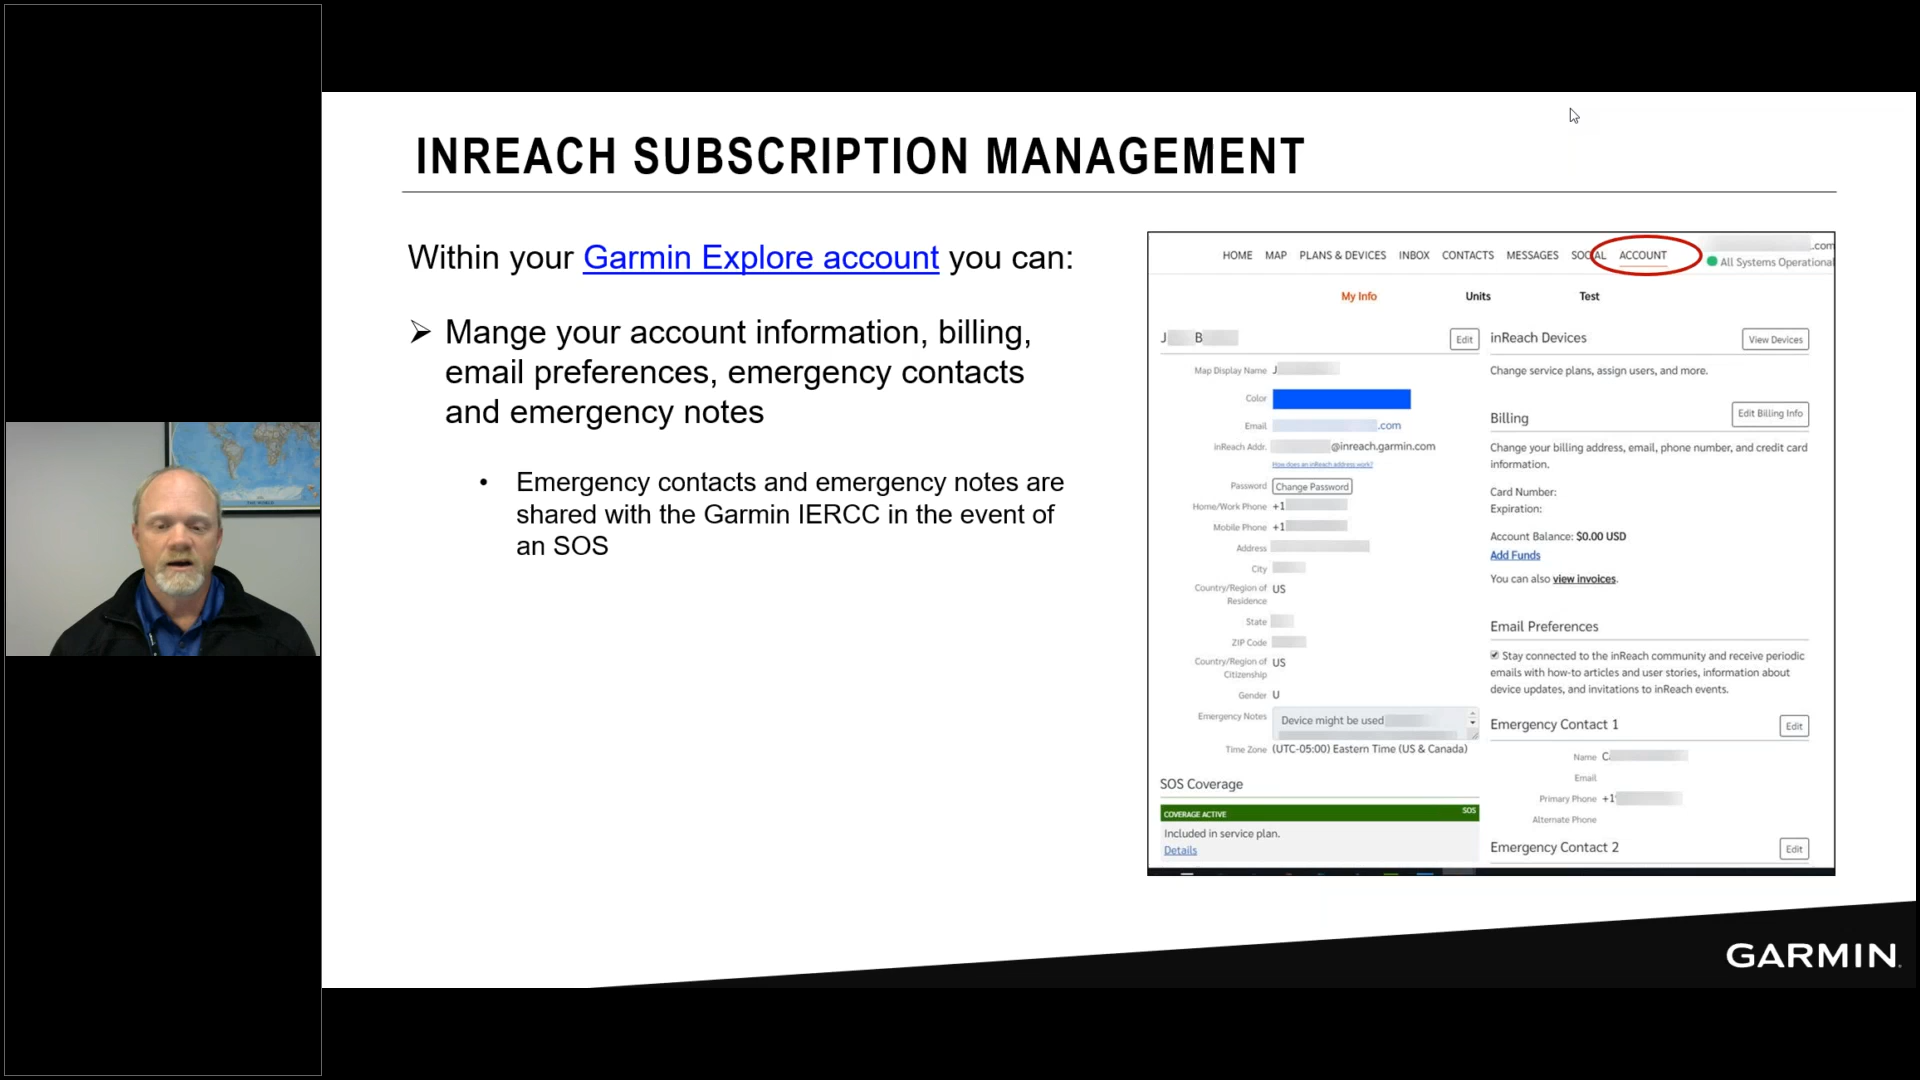 INREACH SUBSCRIPTION MANAGEMENT
Within your Garmin Explore account you can:
➢ Mange your account information, billing,
email preferences, emergency contacts
and emergency notes
• Emergency contacts and emergency notes are
shared with the Garmin IERCC in the event of
an SOS
HOME MAP PLANS & DEVICES INBOX CONTACTS MESSAGES SOCIAL ACCOUNT
.com
All Systems Operational
My Info Units Test
J B Edit
Map Display Name J
Color
Email .com
inReach Addr. @inreach.garmin.com
How does an inReach address work?
Password Change Password
Home/Work Phone +1
Mobile Phone +1
Address
City
Country/Region of US
Residence
State
ZIP Code
Country/Region of US
Citizenship
Gender U
Emergency Notes Device might be used
Time Zone (UTC-05:00) Eastern Time (US & Canada)
SOS Coverage
COVERAGE ACTIVE SOS
Included in service plan.
Details
inReach Devices View Devices
Change service plans, assign users, and more.
Billing Edit Billing Info
Change your billing address, email, phone number, and credit card
information.
Card Number:
Expiration:
Account Balance: $0.00 USD
Add Funds
You can also view invoices.
Email Preferences
Stay connected to the inReach community and receive periodic
emails with how-to articles and user stories, information about
device updates, and invitations to inReach events.
Emergency Contact 1 Edit
Name C
Email
Primary Phone +1
Alternate Phone
Emergency Contact 2 Edit
GARMIN
THE WORLD